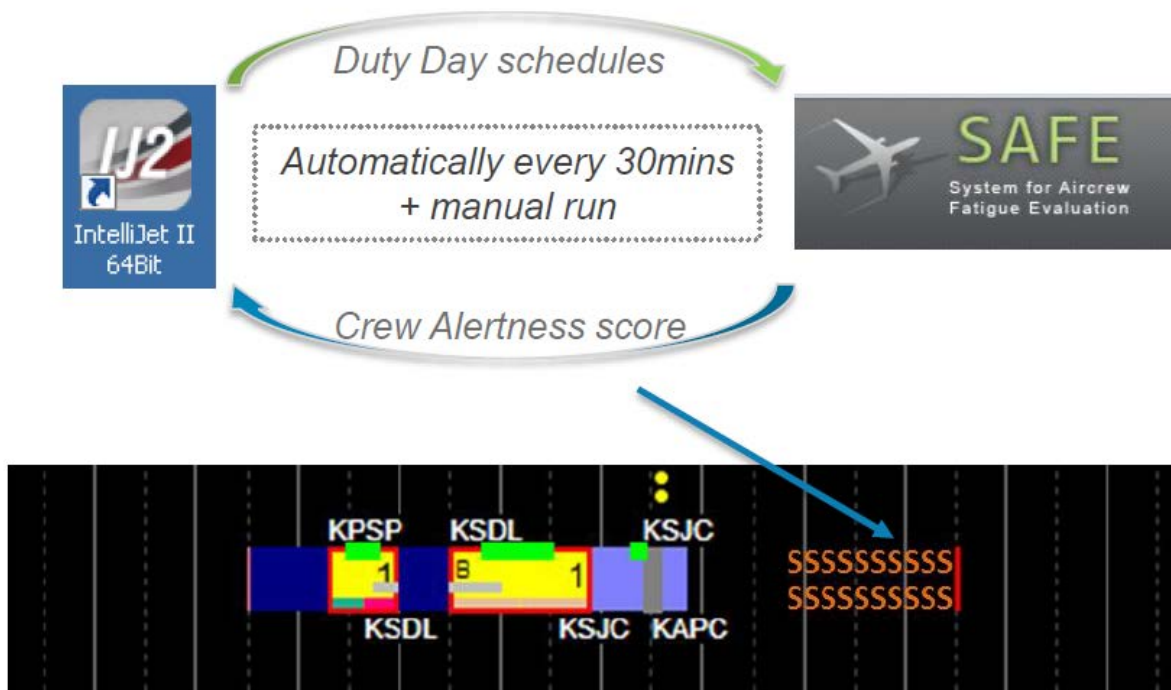 Duty Day schedules
IJ2
IntelliJet II
64Bit
Automatically every 30mins
+ manual run
SAFE
System for Aircrew
Fatigue Evaluation
Crew Alertness score
KPSP KSDL KSJC
1 B 1
SSSSSSSSSS
SSSSSSSSSS
KSDL KSJC KAPC